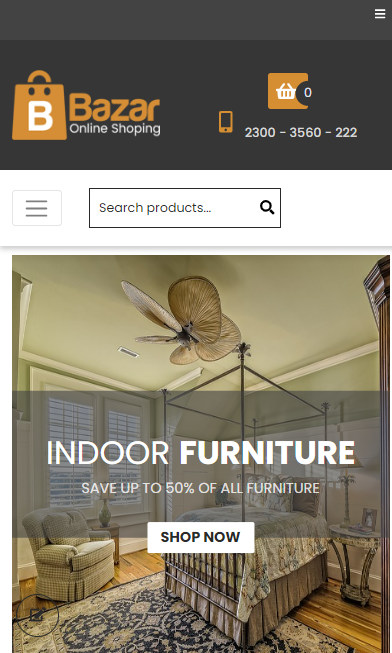 B Bazar
Online Shoping
0
2300 - 3560 - 222
Search products...
INDOOR FURNITURE
SAVE UP TO 50% OF ALL FURNITURE
SHOP NOW